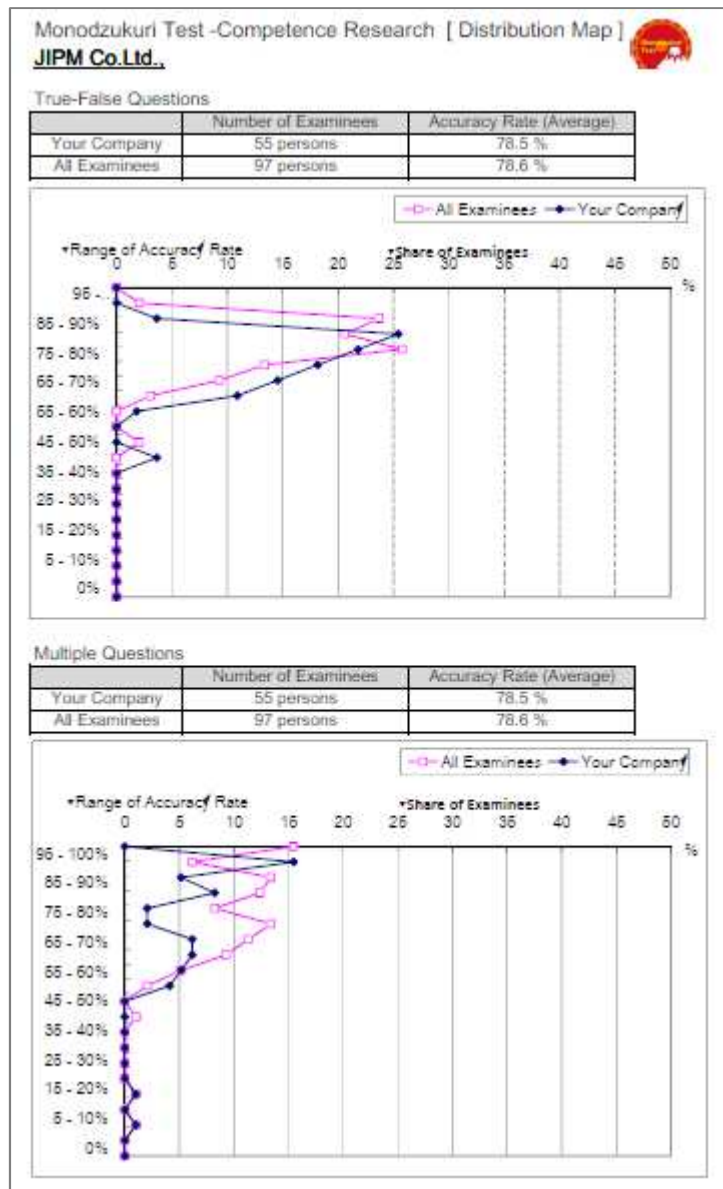 Monodzukuri Test -Competence Research [ Distribution Map ]
JIPM Co.Ltd.,
True-False Questions
Number of Examinees Accuracy Rate (Average)
Your Company 55 persons 78.5 %
All Examinees 97 persons 78.6 %
All Examinees Your Company
Range of Accuracy Rate Share of Examinees
0 5 10 15 20 25 30 35 40 45 50
%
95 -
85 - 90%
75 - 80%
65 - 70%
55 - 60%
45 - 50%
35 - 40%
25 - 30%
15 - 20%
5 - 10%
0%
Multiple Questions
Number of Examinees Accuracy Rate (Average)
Your Company 55 persons 78.5 %
All Examinees 97 persons 78.6 %
All Examinees Your Company
Range of Accuracy Rate Share of Examinees
0 5 10 15 20 25 30 35 40 45 50
%
95 - 100%
85 - 90%
75 - 80%
65 - 70%
55 - 60%
45 - 50%
35 - 40%
25 - 30%
15 - 20%
5 - 10%
0%